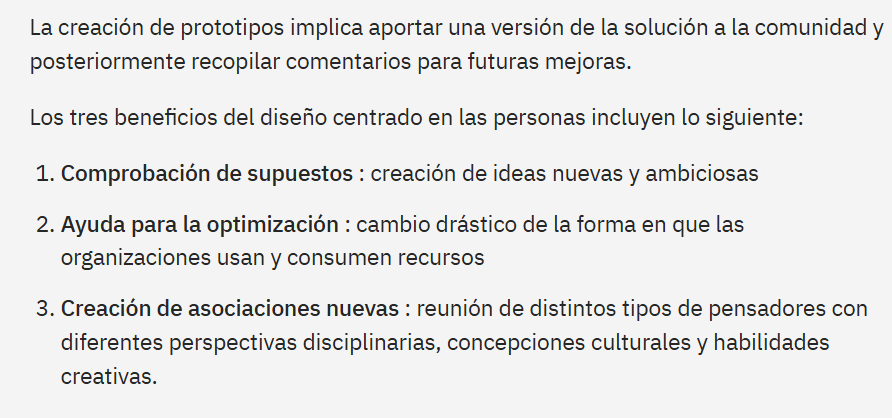 La creación de prototipos implica aportar una versión de la solución a la comunidad y
posteriormente recopilar comentarios para futuras mejoras.
Los tres beneficios del diseño centrado en las personas incluyen lo siguiente:
1. Comprobación de supuestos : creación de ideas nuevas y ambiciosas
2. Ayuda para la optimización : cambio drástico de la forma en que las
organizaciones usan y consumen recursos
3. Creación de asociaciones nuevas : reunión de distintos tipos de pensadores con
diferentes perspectivas disciplinarias, concepciones culturales y habilidades
creativas.